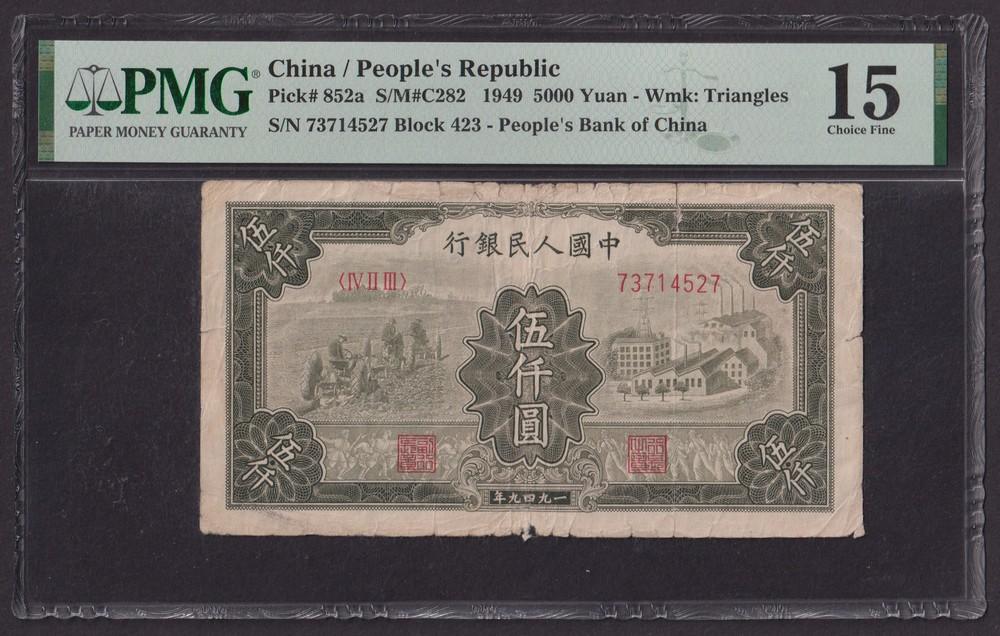 PMG®
PAPER MONEY GUARANTY
China / People's Republic
Pick# 852a S/M#C282 1949 5000 Yuan - Wmk: Triangles
S/N 73714527 Block 423 - People's Bank of China
15
Choice Fine
伍仟
伍仟
行銀民人國中
〈IV II III〉
73714527
伍仟圓
伍仟
伍仟
年九四九一